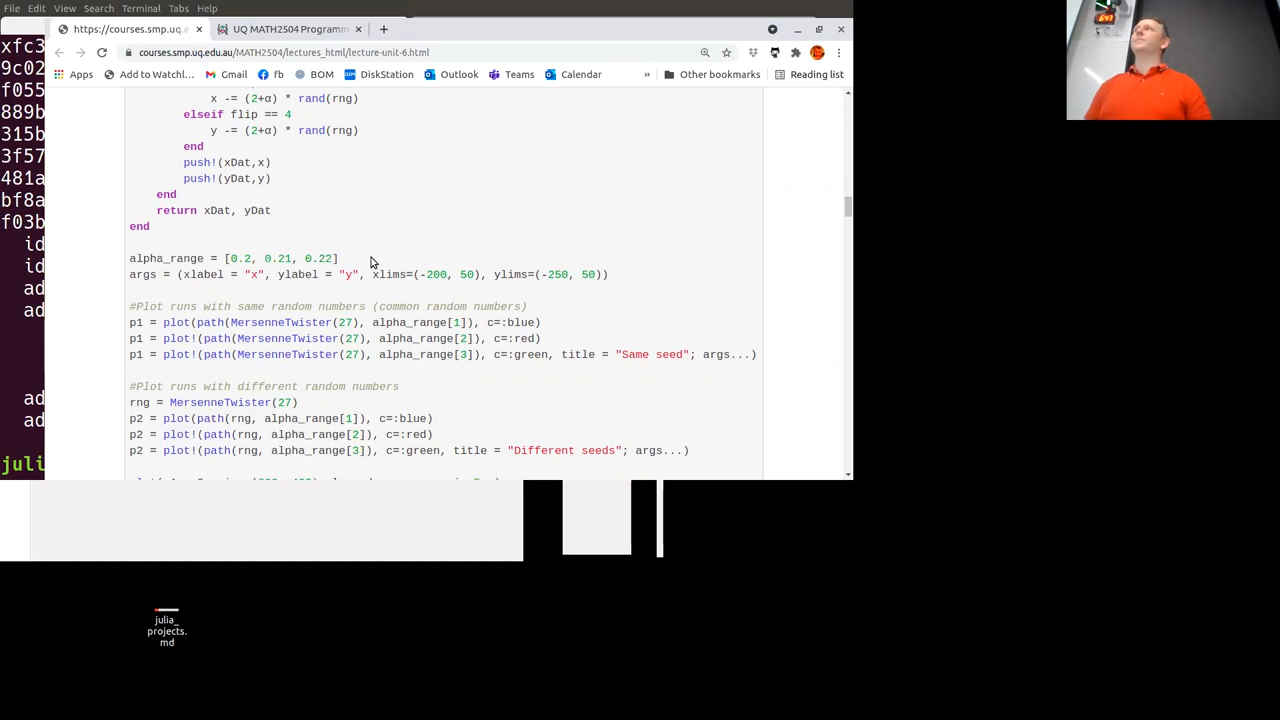 File Edit View Search Terminal Tabs Help
https://courses.smp.uq.e
UQ MATH2504 Programm
courses.smp.uq.edu.au/MATH2504/lectures_html/lecture-unit-6.html
Apps Add to Watchl... Gmail fb BOM DiskStation Outlook Teams Calendar » Other bookmarks Reading list
xfc3
9c02
f055
889b
315b
3f57
481a
bf8a
f03b
id
id
ad
ad
ad
ad
juli
x -= (2+α) * rand(rng)
elseif flip == 4
y -= (2+α) * rand(rng)
end
push!(xDat,x)
push!(yDat,y)
end
return xDat, yDat
end
alpha_range = [0.2, 0.21, 0.22]
args = (xlabel = "x", ylabel = "y", xlims=(-200, 50), ylims=(-250, 50))
#Plot runs with same random numbers (common random numbers)
p1 = plot(path(MersenneTwister(27), alpha_range[1]), c=:blue)
p1 = plot!(path(MersenneTwister(27), alpha_range[2]), c=:red)
p1 = plot!(path(MersenneTwister(27), alpha_range[3]), c=:green, title = "Same seed"; args...)
#Plot runs with different random numbers
rng = MersenneTwister(27)
p2 = plot(path(rng, alpha_range[1]), c=:blue)
p2 = plot!(path(rng, alpha_range[2]), c=:red)
p2 = plot!(path(rng, alpha_range[3]), c=:green, title = "Different seeds"; args...)
julia_
projects.
md